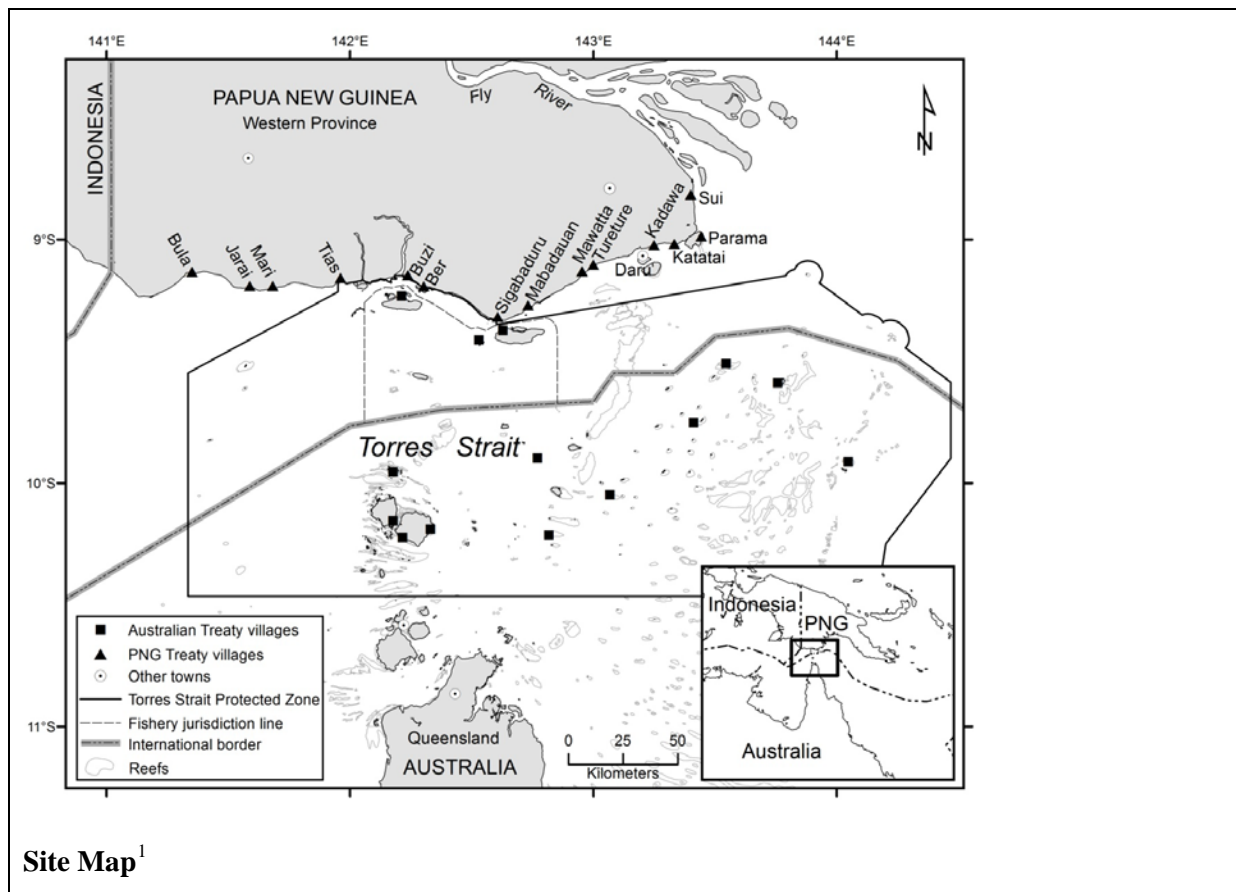 141°E 142°E 143°E 144°E
INDONESIA
PAPUA NEW GUINEA
Western Province
Fly River
N
9°S
Bula
Jarai
Mari
Tias
Buzi
Ber
Sigabaduru
Mabadauan
Mawatta
Tureture
Kadawa
Sui
Parama
Katatai
Daru
Torres Strait
10°S
11°S
Australian Treaty villages
PNG Treaty villages
Other towns
Torres Strait Protected Zone
Fishery jurisdiction line
International border
Reefs
Queensland
AUSTRALIA
0 25 50
Kilometers
Indonesia
PNG
Australia
Site Map1